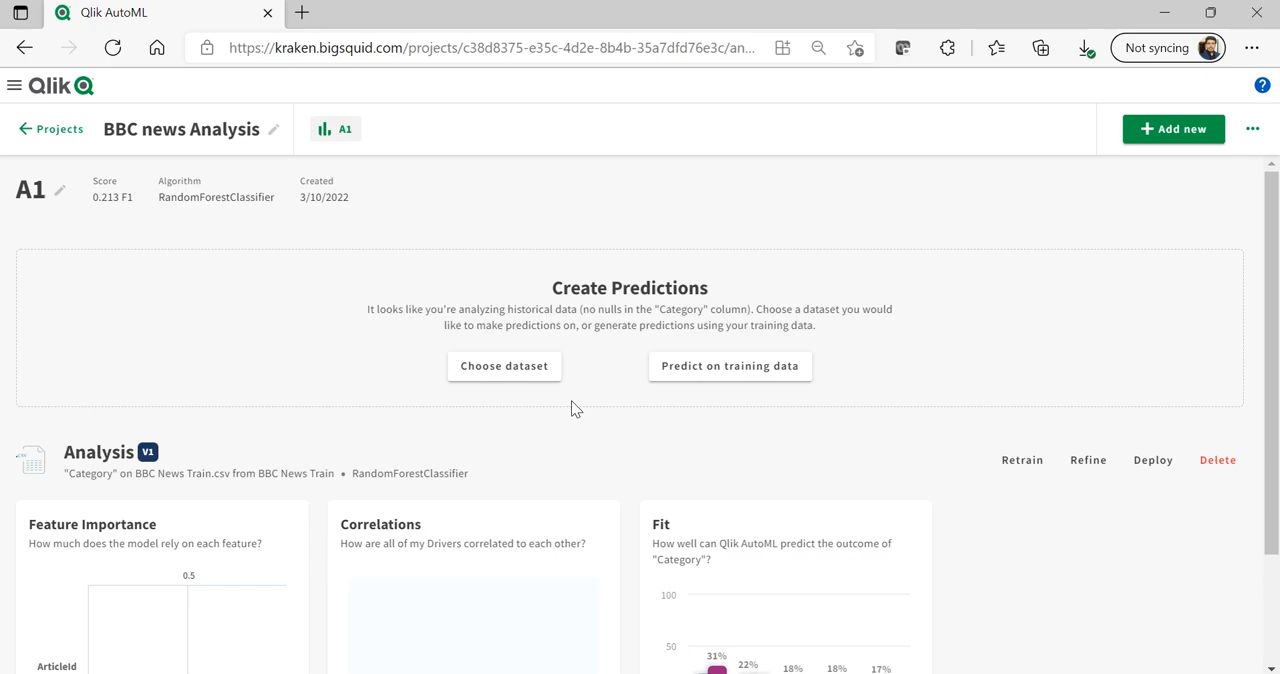 Qlik AutoML
https://kraken.bigsquid.com/projects/c38d8375-e35c-4d2e-8b4b-35a7dfd76e3c/an...
Not syncing
Qlik
Projects
BBC news Analysis
A1
Add new
A1
Score
0.213 F1
Algorithm
RandomForestClassifier
Created
3/10/2022
Create Predictions
It looks like you're analyzing historical data (no nulls in the "Category" column). Choose a dataset you would
like to make predictions on, or generate predictions using your training data.
Choose dataset
Predict on training data
Analysis V1
"Category" on BBC News Train.csv from BBC News Train • RandomForestClassifier
Retrain
Refine
Deploy
Delete
Feature Importance
How much does the model rely on each feature?
0.5
ArticleId
Correlations
How are all of my Drivers correlated to each other?
Fit
How well can Qlik AutoML predict the outcome of
"Category"?
100
50
31%
22%
18%
18%
17%